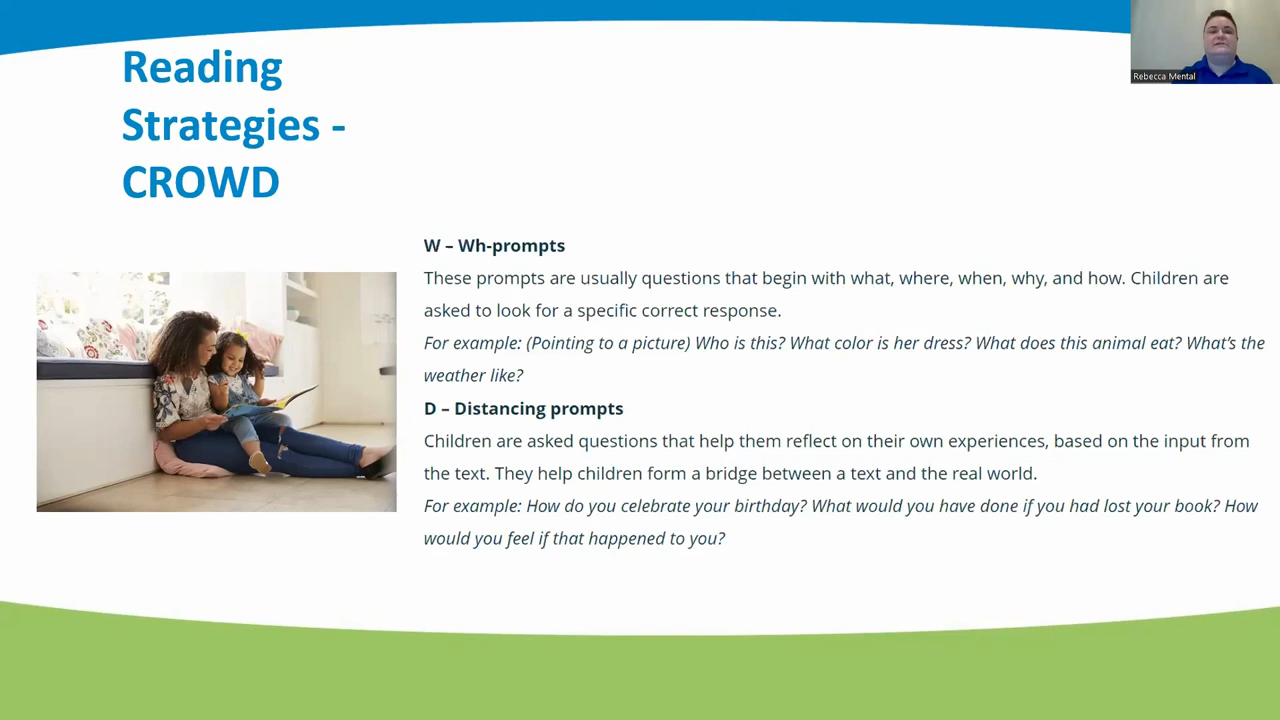 Reading
Strategies -
CROWD
Rebecca Mental
W – Wh-prompts
These prompts are usually questions that begin with what, where, when, why, and how. Children are
asked to look for a specific correct response.
For example: (Pointing to a picture) Who is this? What color is her dress? What does this animal eat? What’s the
weather like?
D – Distancing prompts
Children are asked questions that help them reflect on their own experiences, based on the input from
the text. They help children form a bridge between a text and the real world.
For example: How do you celebrate your birthday? What would you have done if you had lost your book? How
would you feel if that happened to you?